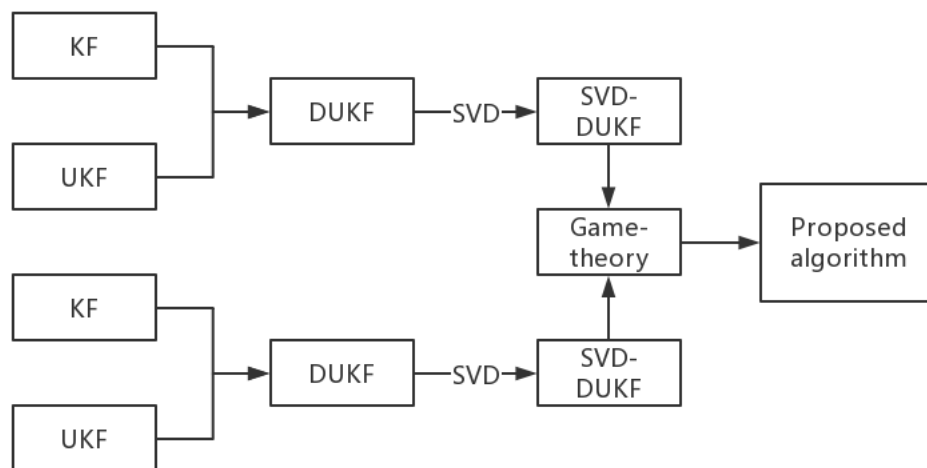 KF
UKF
DUKF
SVD
SVD-
DUKF
Game-
theory
Proposed
algorithm
KF
UKF
DUKF
SVD
SVD-
DUKF